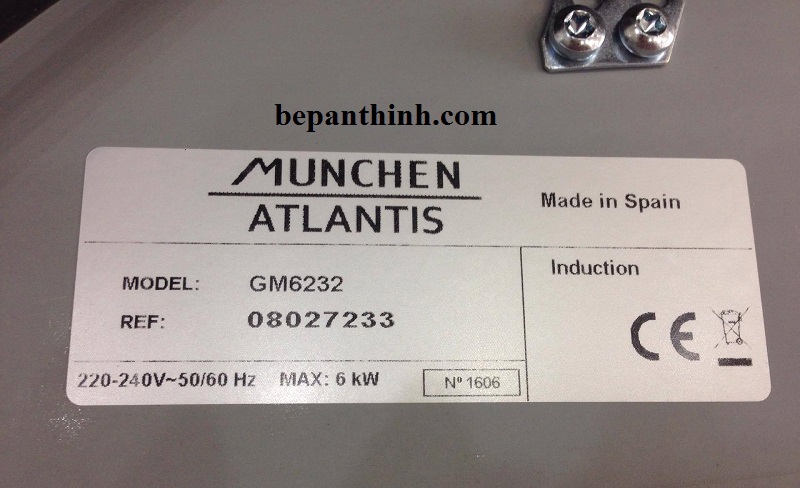 bepanthinh.com
MUNCHEN
ATLANTIS
Made in Spain
MODEL: GM6232
REF: 08027233
Induction
CE
220-240V~50/60 Hz MAX: 6 kW
Nº 1606